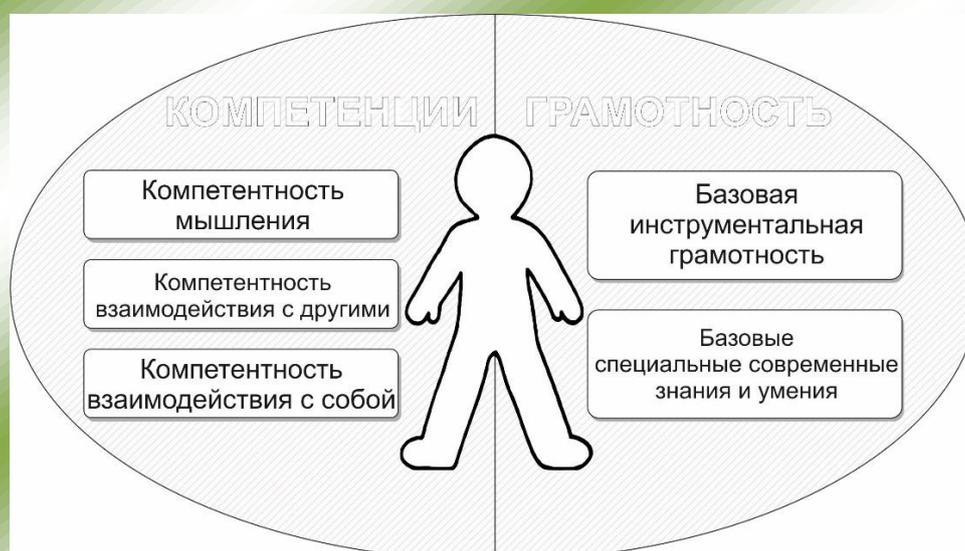 КОМПЕТЕНЦИИ
ГРАМОТНОСТЬ
Компетентность
мышления
Компетентность
взаимодействия с другими
Компетентность
взаимодействия с собой
Базовая
инструментальная
грамотность
Базовые
специальные современные
знания и умения